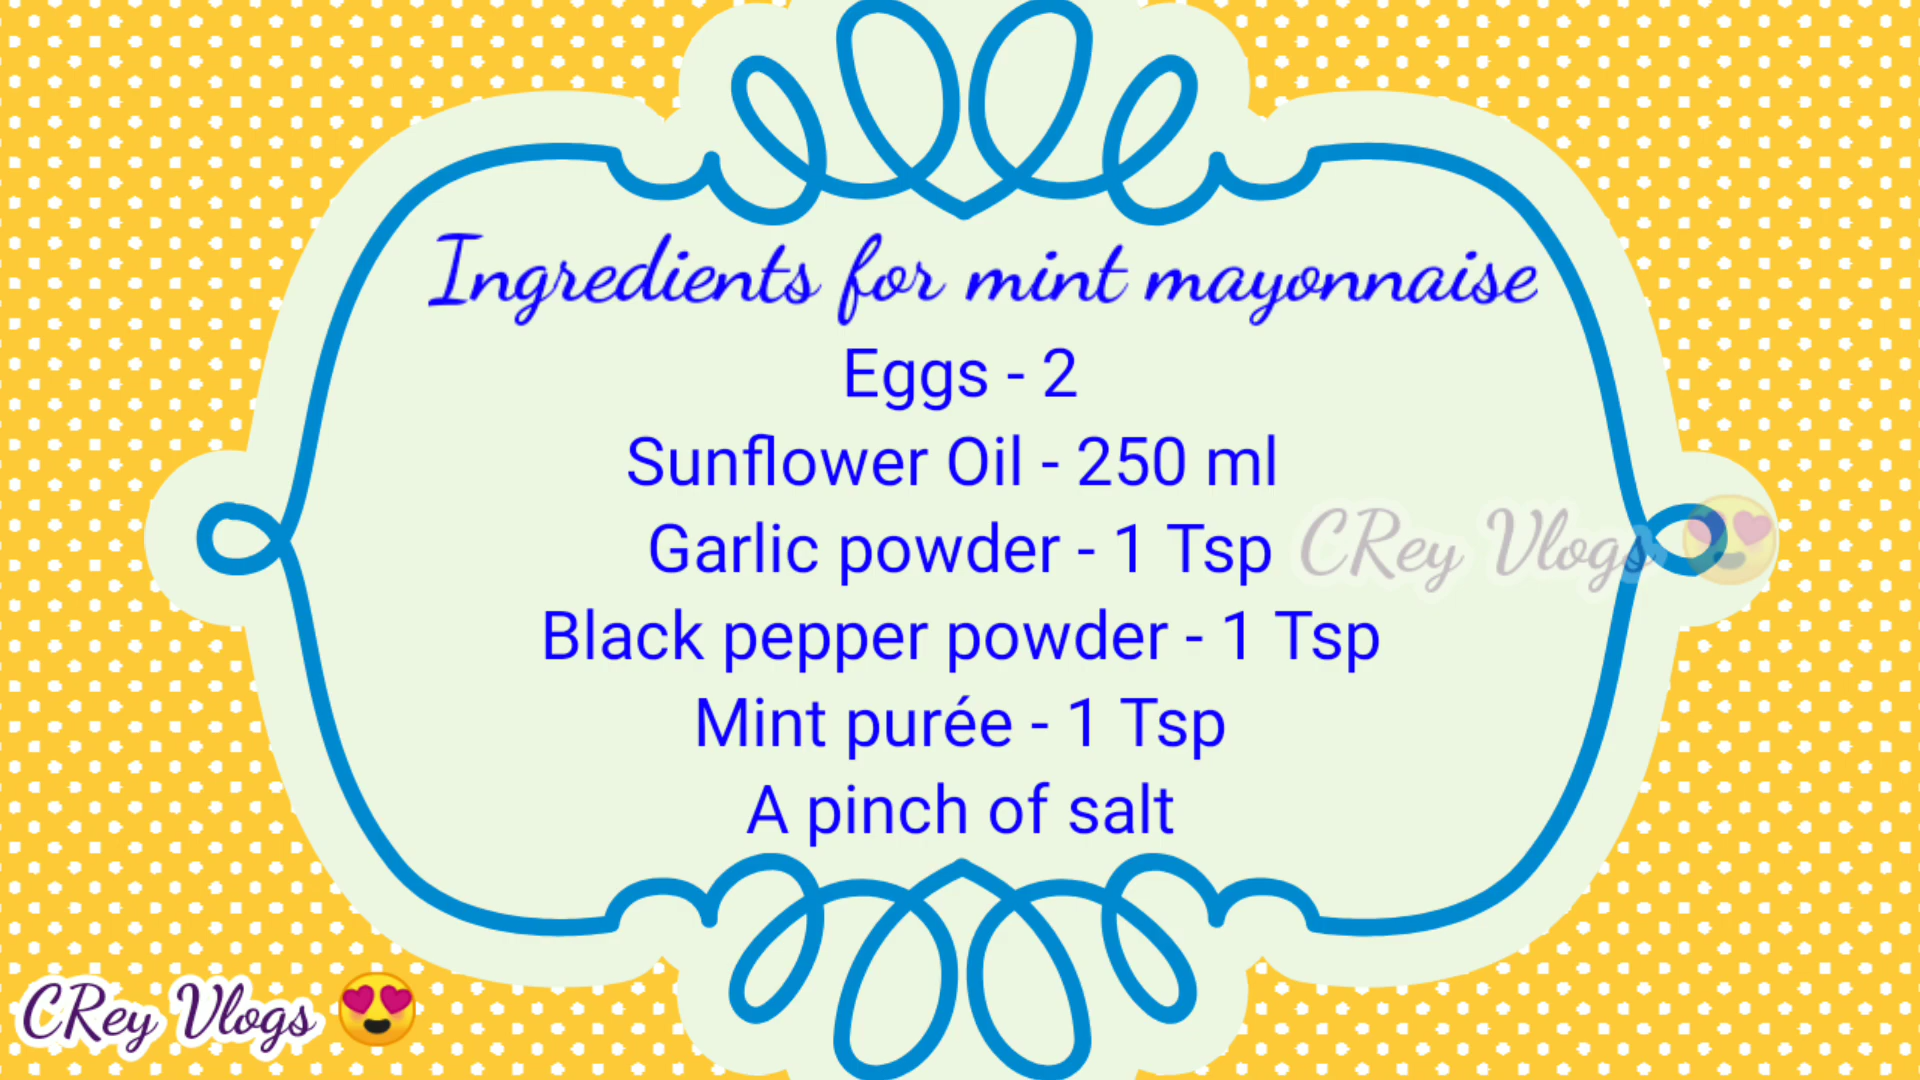 Ingredients for mint mayonnaise
Eggs - 2
Sunflower Oil - 250 ml
Garlic powder - 1 Tsp
CRey Vlogs
Black pepper powder - 1 Tsp
Mint purée - 1 Tsp
A pinch of salt
CRey Vlogs